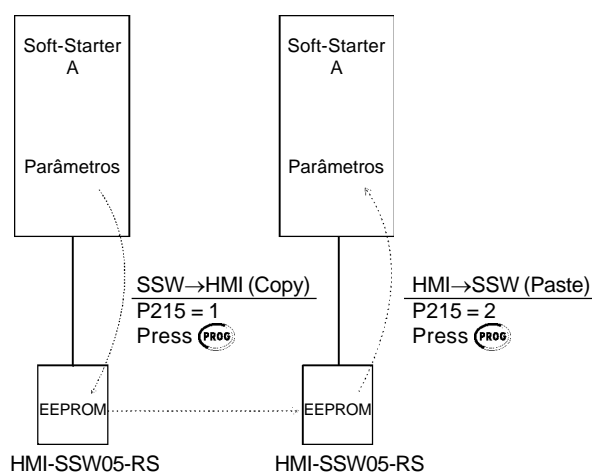 Soft-Starter
A
Parâmetros
SSW→HMI (Copy)
P215 = 1
Press PROG
EEPROM
HMI-SSW05-RS
Soft-Starter
A
Parâmetros
HMI→SSW (Paste)
P215 = 2
Press PROG
EEPROM
HMI-SSW05-RS